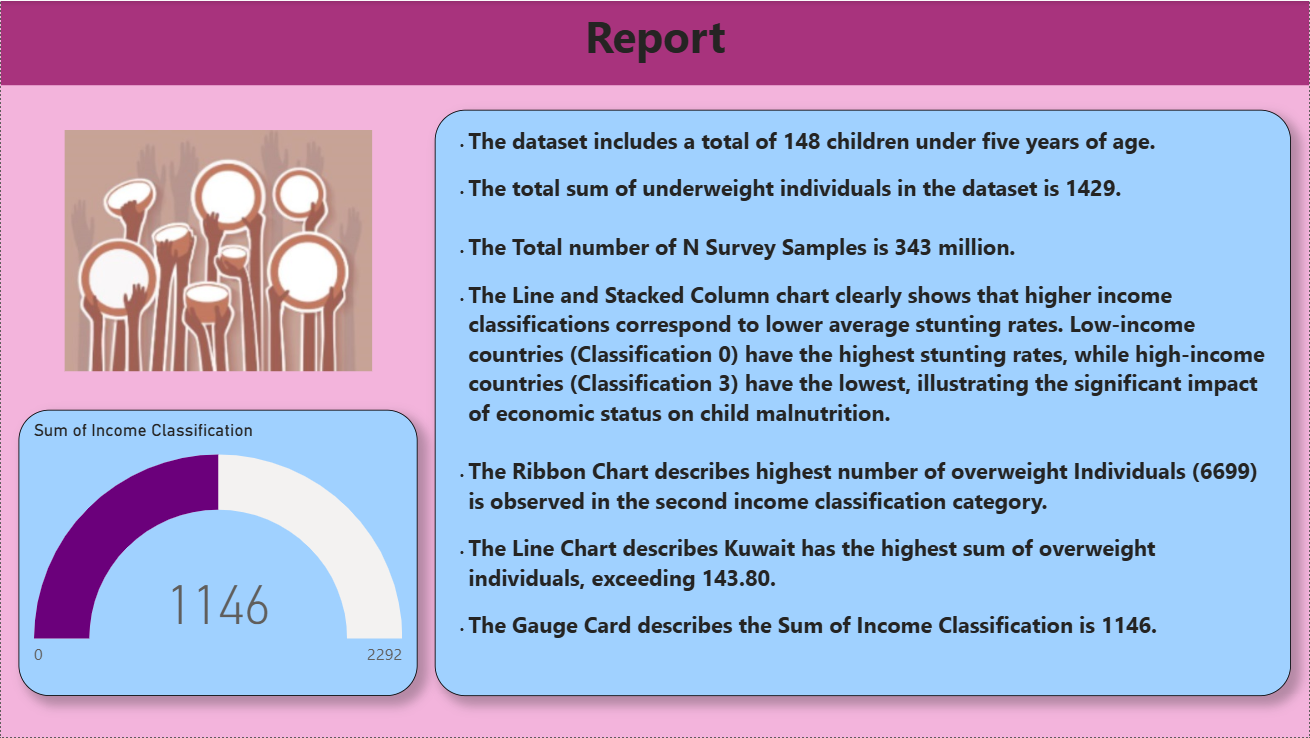 Report
· The dataset includes a total of 148 children under five years of age.
· The total sum of underweight individuals in the dataset is 1429.
· The Total number of N Survey Samples is 343 million.
· The Line and Stacked Column chart clearly shows that higher income
classifications correspond to lower average stunting rates. Low-income
countries (Classification 0) have the highest stunting rates, while high-income
countries (Classification 3) have the lowest, illustrating the significant impact
of economic status on child malnutrition.
· The Ribbon Chart describes highest number of overweight Individuals (6699)
is observed in the second income classification category.
· The Line Chart describes Kuwait has the highest sum of overweight
individuals, exceeding 143.80.
· The Gauge Card describes the Sum of Income Classification is 1146.
Sum of Income Classification
1146
0
2292